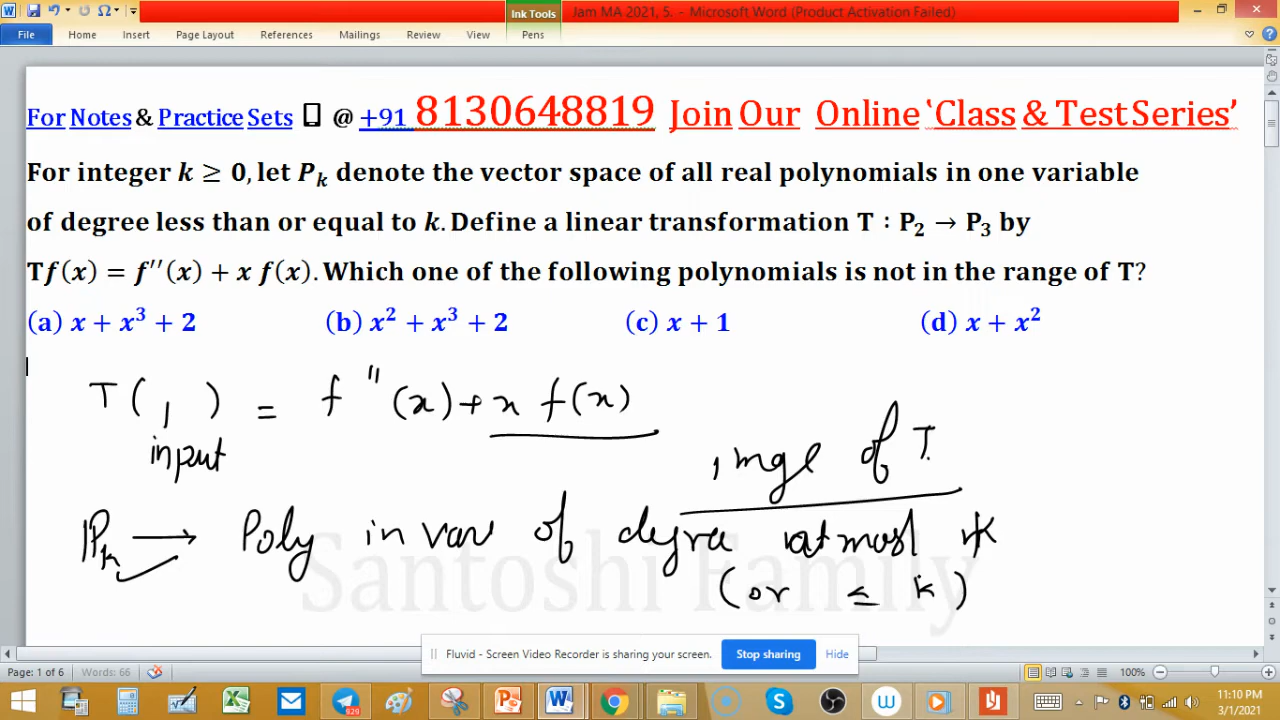 Jam MA 2021, 5. - Microsoft Word (Product Activation Failed)
Ink Tools
File Home Insert Page Layout References Mailings Review View Pens
For Notes & Practice Sets @ +91 8130648819 Join Our Online ‘Class & Test Series’
For integer k ≥ 0, let Pₖ denote the vector space of all real polynomials in one variable
of degree less than or equal to k. Define a linear transformation T : P₂ → P₃ by
Tf(x) = f′′(x) + x f(x). Which one of the following polynomials is not in the range of T?
(a) x + x³ + 2 (b) x² + x³ + 2 (c) x + 1 (d) x + x²
T( ) = f"(x) + x f(x)
input
of T
Pₖ → Poly in var of degree atmost K
(or ≤ k)
Santoshi Family
Fluvid - Screen Video Recorder is sharing your screen. Stop sharing Hide
Page: 1 of 6 Words: 66 100%
929
11:10 PM
3/1/2021